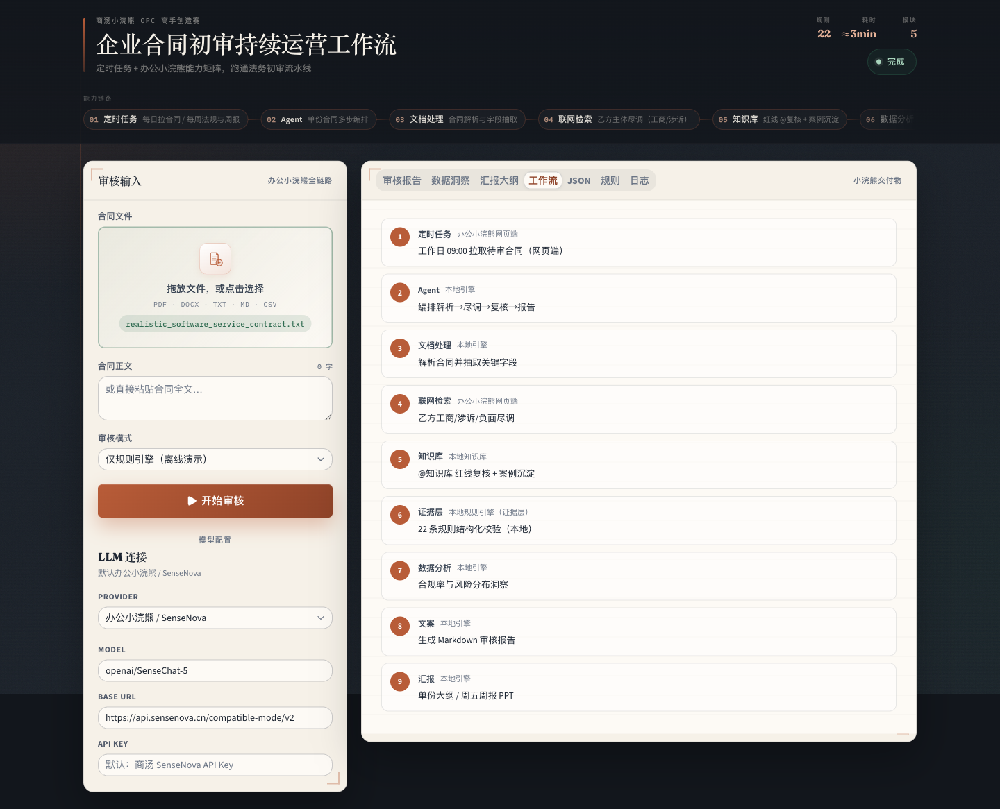 商汤小浣熊 OPC 高手创造赛
企业合同初审持续运营工作流
定时任务 + 办公小浣熊能力矩阵，跑通法务初审流水线
规则 耗时 模块
22 ≈3min 5
完成
能力链路
01 定时任务 每日拉合同 / 每周法规与周报
02 Agent 单份合同多步编排
03 文档处理 合同解析与字段抽取
04 联网检索 乙方主体尽调（工商/涉诉）
05 知识库 红线 @复核 + 案例沉淀
06 数据分析
审核输入
办公小浣熊全链路
合同文件
拖放文件，或点击选择
PDF · DOCX · TXT · MD · CSV
realistic_software_service_contract.txt
合同正文
0 字
或直接粘贴合同全文…
审核模式
仅规则引擎（离线演示）
开始审核
模型配置
LLM 连接
默认办公小浣熊 / SenseNova
PROVIDER
办公小浣熊 / SenseNova
MODEL
openai/SenseChat-5
BASE URL
https://api.sensenova.cn/compatible-mode/v2
API KEY
默认：商汤 SenseNova API Key
审核报告 数据洞察 汇报大纲 工作流 JSON 规则 日志
小浣熊交付物
1 定时任务 办公小浣熊网页端
工作日 09:00 拉取待审合同（网页端）
2 Agent 本地引擎
编排解析→尽调→复核→报告
3 文档处理 本地引擎
解析合同并抽取关键字段
4 联网检索 办公小浣熊网页端
乙方工商/涉诉/负面尽调
5 知识库 本地知识库
@知识库 红线复核 + 案例沉淀
6 证据层 本地规则引擎（证据层）
22 条规则结构化校验（本地）
7 数据分析 本地引擎
合规率与风险分布洞察
8 文案 本地引擎
生成 Markdown 审核报告
9 汇报 本地引擎
单份大纲 / 周五周报 PPT